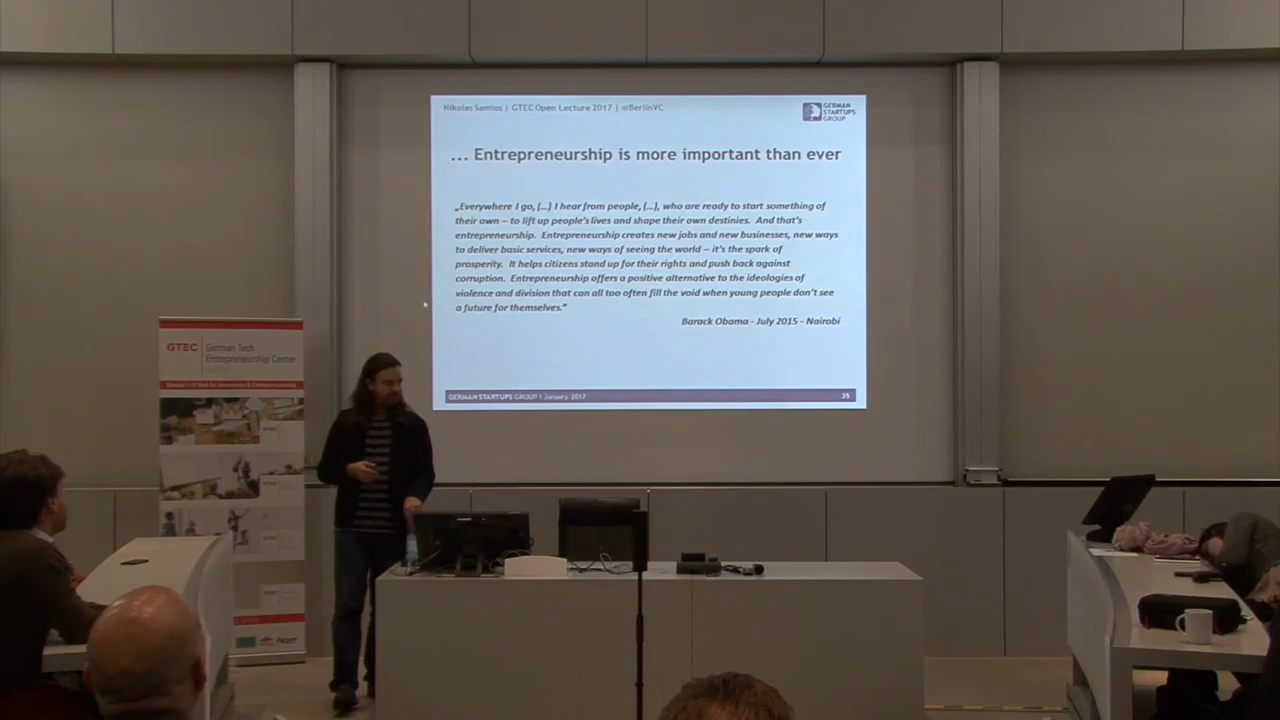 Nikolas Samios | GTEC Open Lecture 2017 | @BerlinVC
GERMAN
STARTUPS
GROUP
... Entrepreneurship is more important than ever
„Everywhere I go, (...) I hear from people, (...), who are ready to start something of
their own – to lift up people's lives and shape their own destinies. And that's
entrepreneurship. Entrepreneurship creates new jobs and new businesses, new ways
to deliver basic services, new ways of seeing the world – it's the spark of
prosperity. It helps citizens stand up for their rights and push back against
corruption. Entrepreneurship offers a positive alternative to the ideologies of
violence and division that can all too often fill the void when young people don't see
a future for themselves."
Barack Obama - July 2015 - Nairobi
GERMAN STARTUPS GROUP | January 2017
35
GTEC
German Tech
Entrepreneurship Center